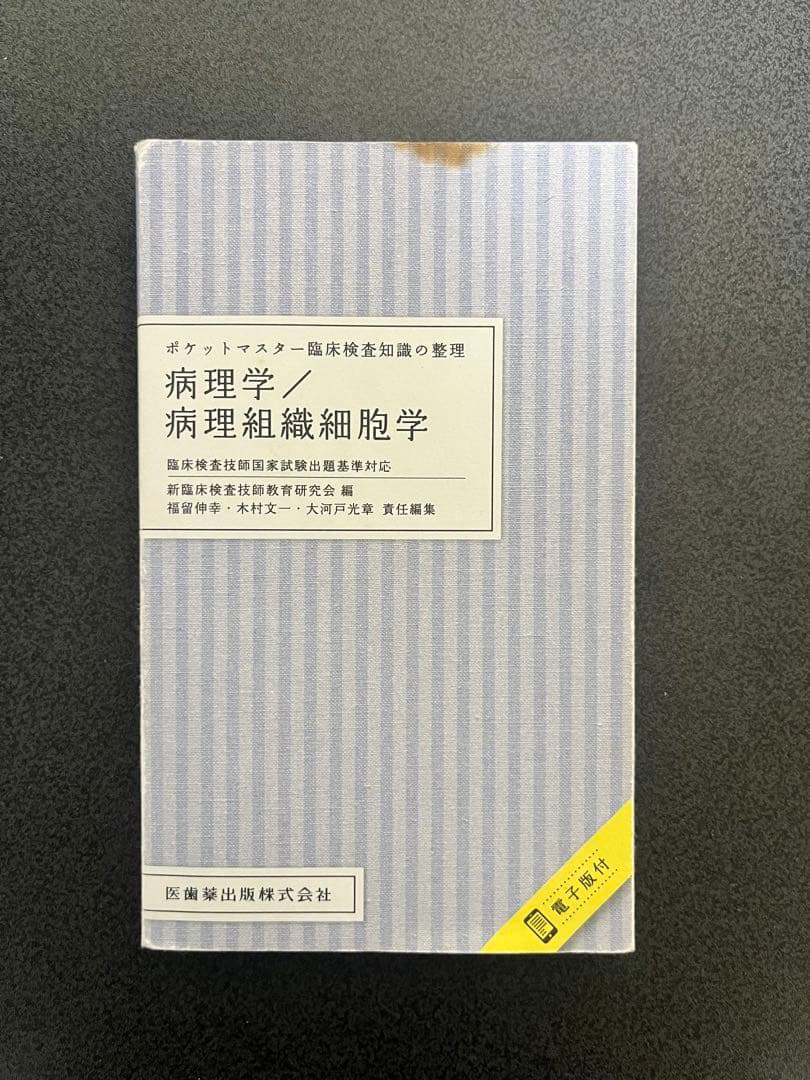 ポケットマスター臨床検査知識の整理
病理学／
病理組織細胞学
臨床検査技師国家試験出題基準対応
新臨床検査技師教育研究会 編
福留伸幸・木村文一・大河戸光章 責任編集
医歯薬出版株式会社
電子版付